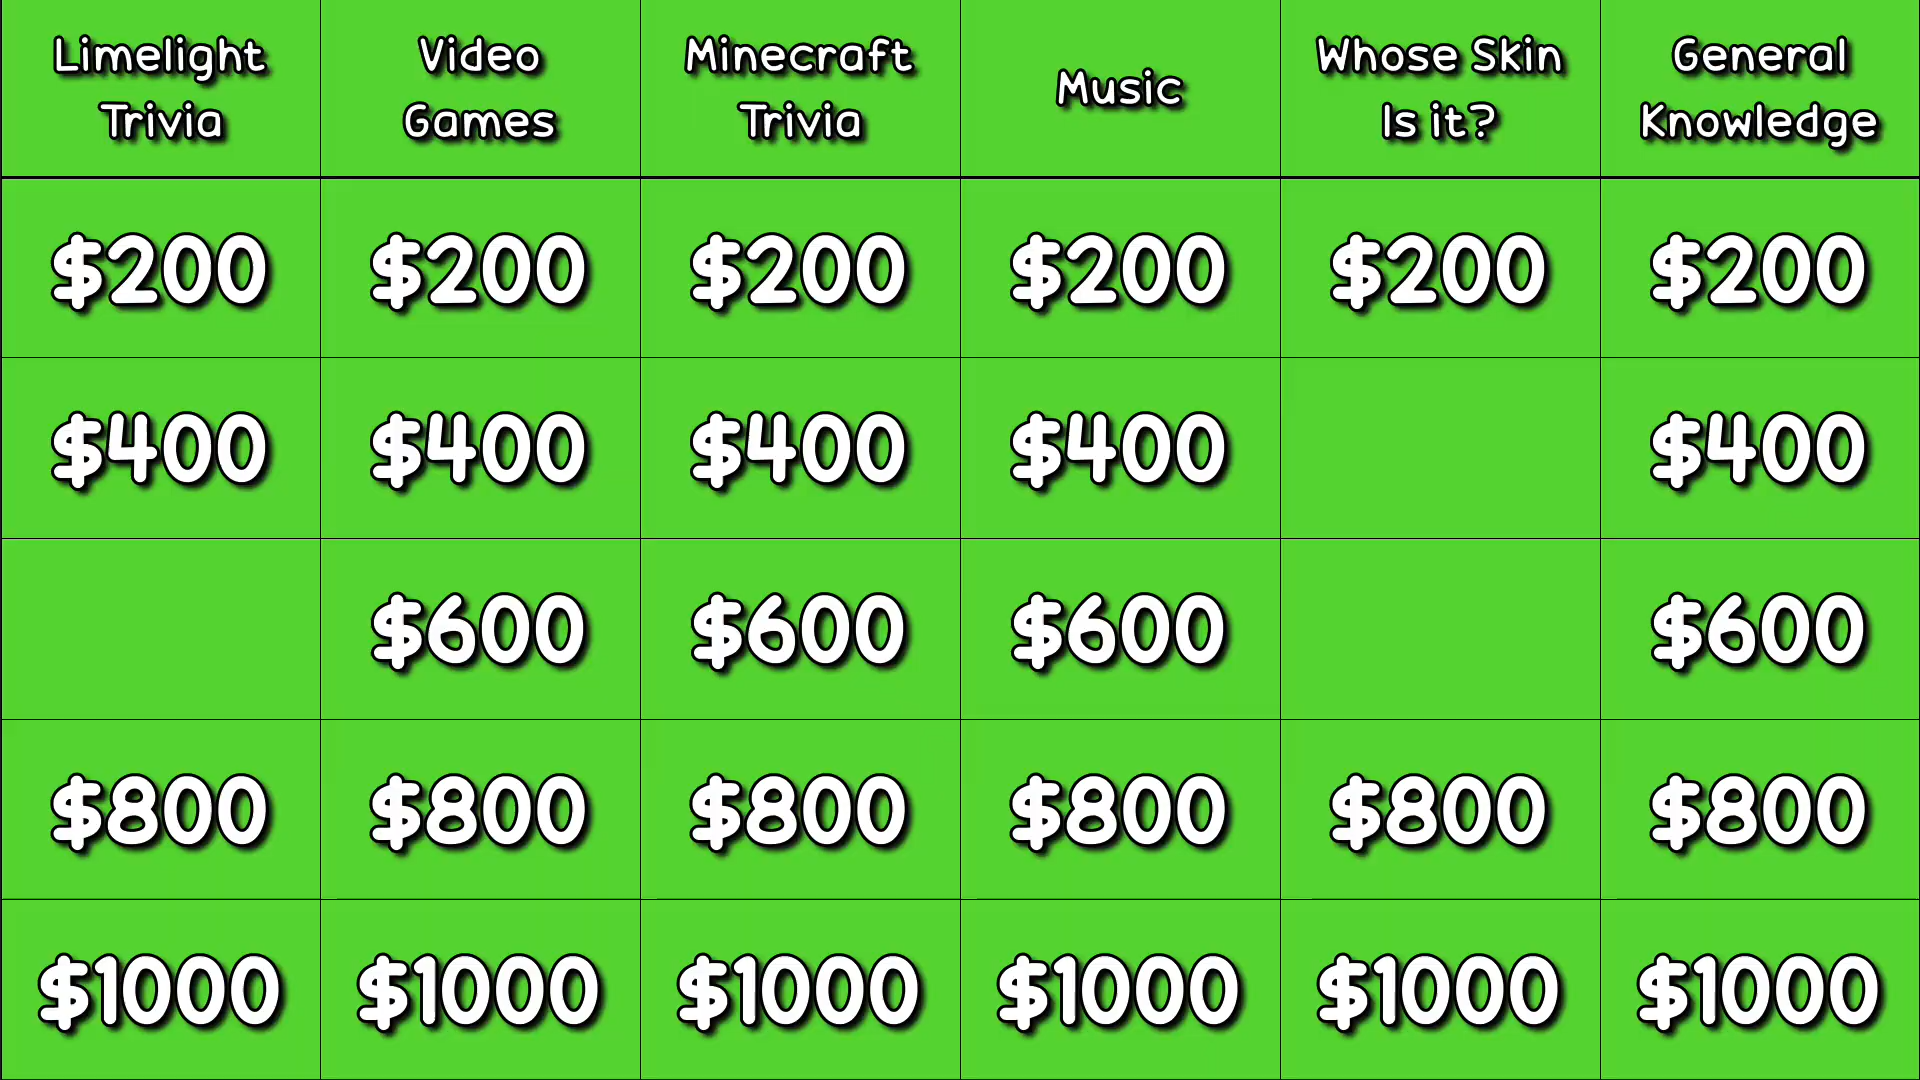 Limelight Trivia
Video Games
Minecraft Trivia
Music
Whose Skin Is it?
General Knowledge
$200 $200 $200 $200 $200 $200
$400 $400 $400 $400 $400
$600 $600 $600 $600
$800 $800 $800 $800 $800 $800
$1000 $1000 $1000 $1000 $1000 $1000